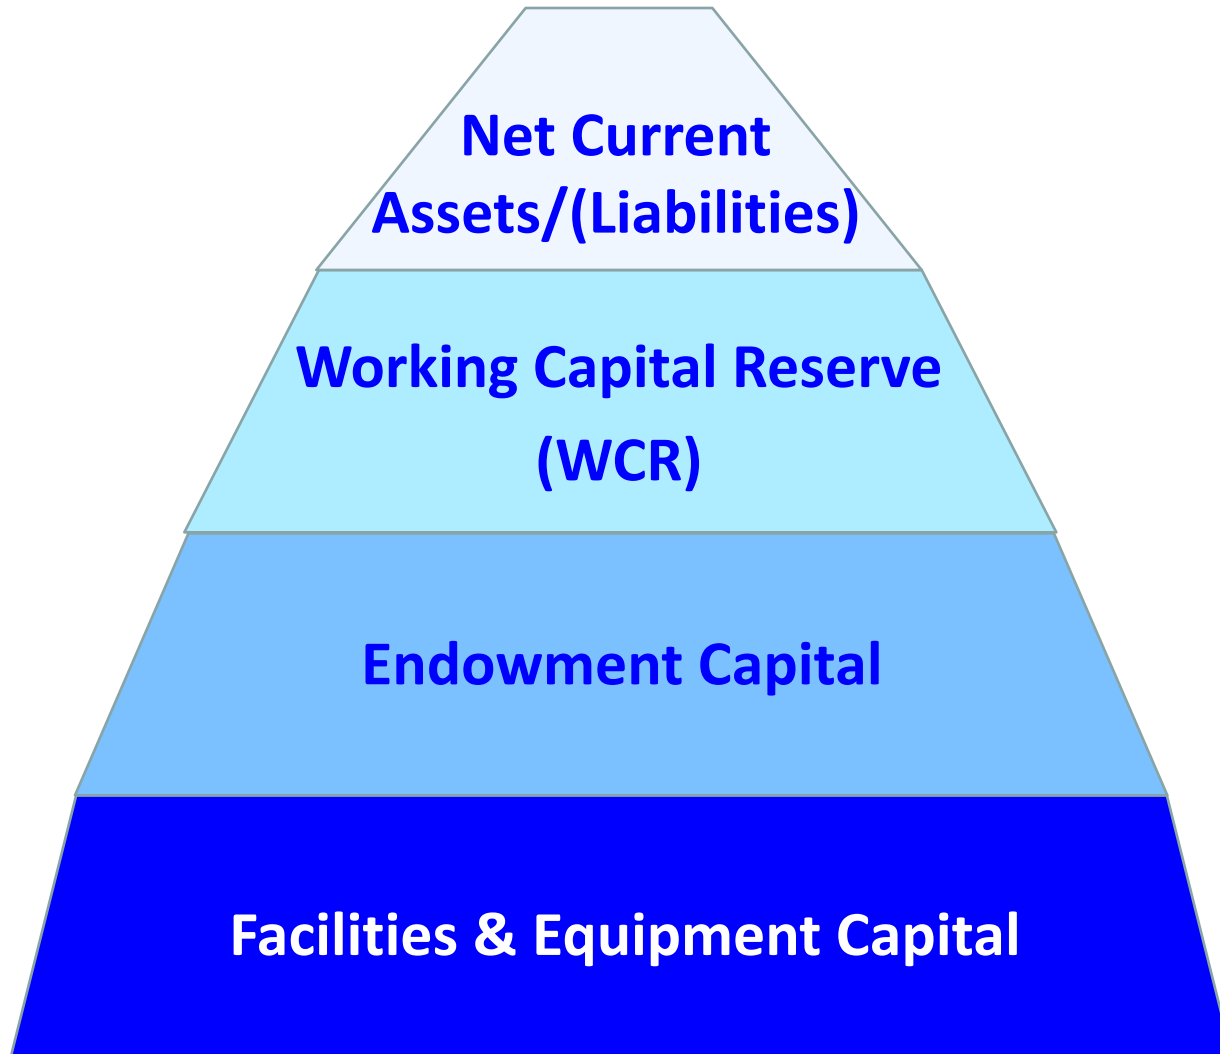 Net Current
Assets/(Liabilities)
Working Capital Reserve
(WCR)
Endowment Capital
Facilities & Equipment Capital